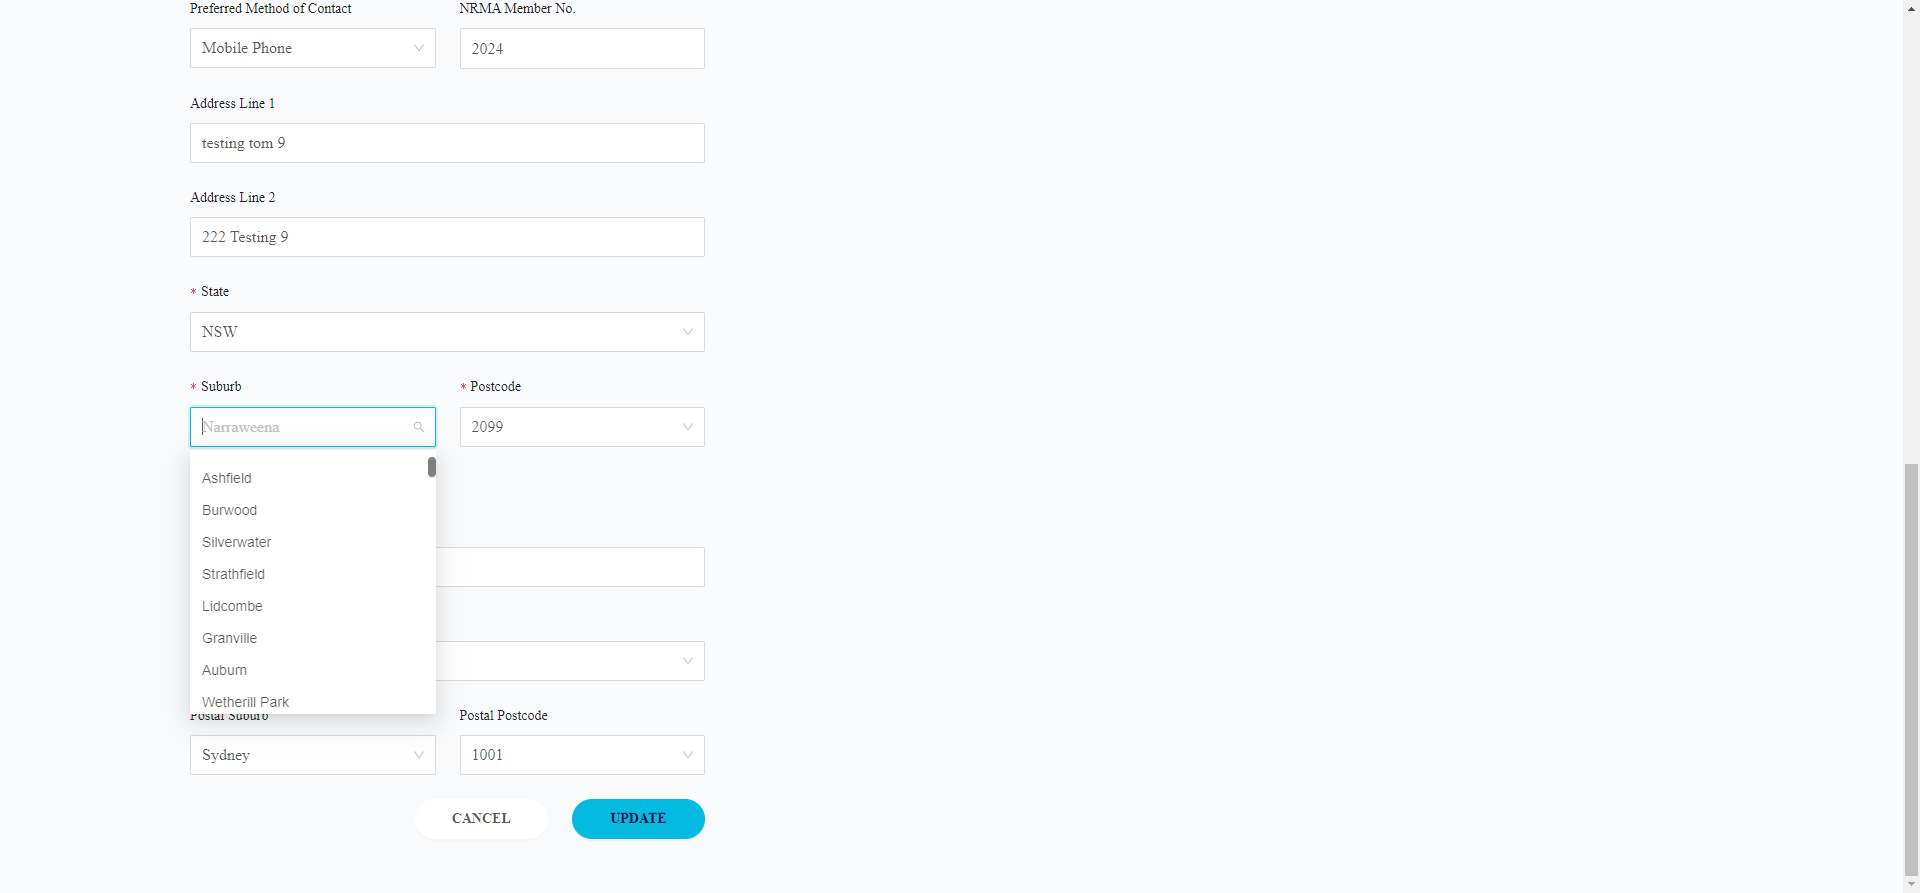 Preferred Method of Contact
NRMA Member No.
Mobile Phone
2024
Address Line 1
testing tom 9
Address Line 2
222 Testing 9
* State
NSW
* Suburb
* Postcode
Narraweena
2099
Ashfield
Burwood
Silverwater
Strathfield
Lidcombe
Granville
Auburn
Wetherill Park
Postal Suburb
Postal Postcode
Sydney
1001
CANCEL
UPDATE